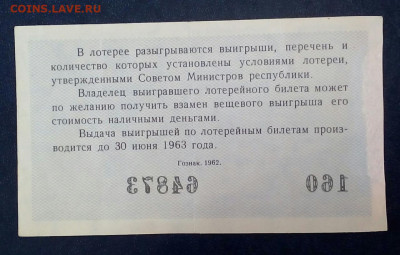 COINS.ЛАВЕ.RU
В лотерее разыгрываются выигрыши, перечень и
количество которых установлены условиями лотереи,
утвержденными Советом Министров республики.
Владелец выигравшего лотерейного билета может
по желанию получить взамен вещевого выигрыша его
стоимость наличными деньгами.
Выдача выигрышей по лотерейным билетам произ-
водится до 30 июня 1963 года.
Гознак. 1962.
160 64873